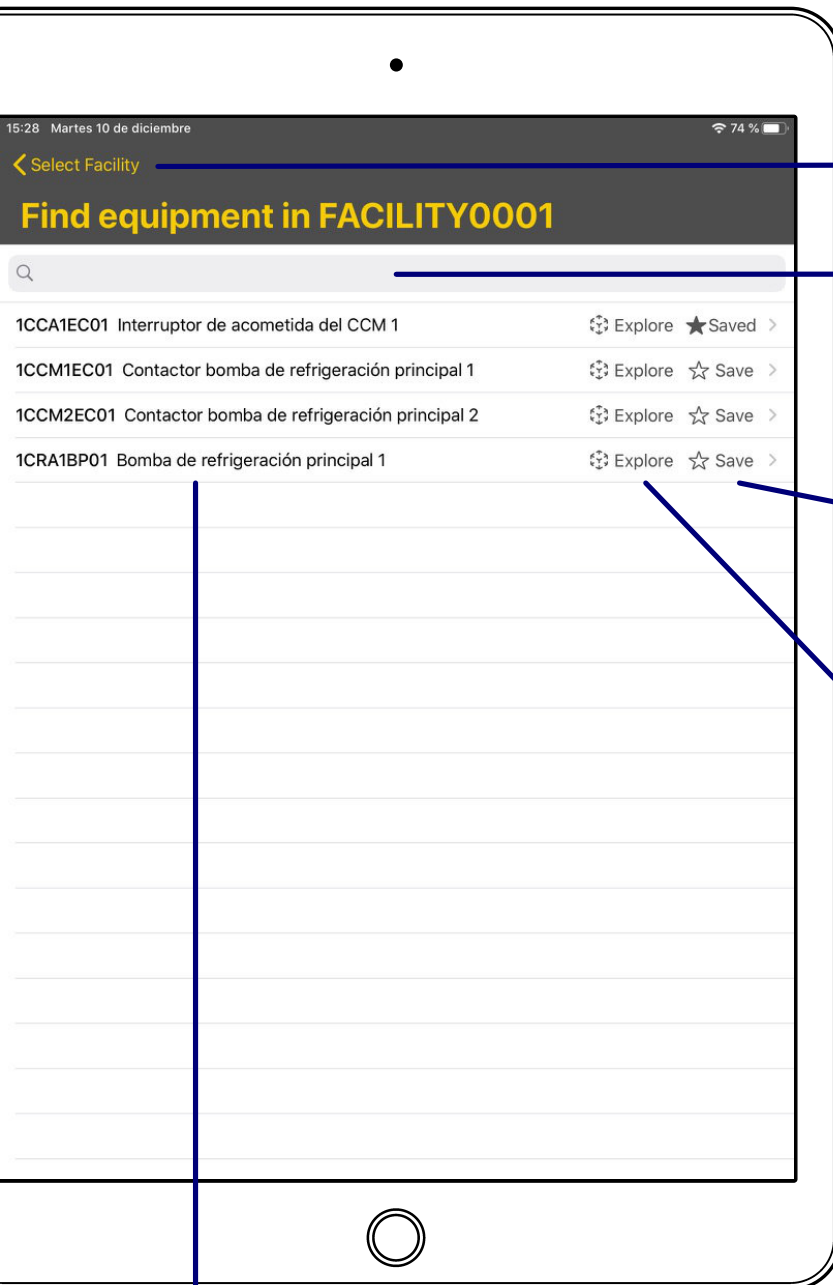 15:28 Martes 10 de diciembre 74 %
Select Facility
Find equipment in FACILITY0001
1CCA1EC01 Interruptor de acometida del CCM 1 Explore Saved
1CCM1EC01 Contactor bomba de refrigeración principal 1 Explore Save
1CCM2EC01 Contactor bomba de refrigeración principal 2 Explore Save
1CRA1BP01 Bomba de refrigeración principal 1 Explore Save